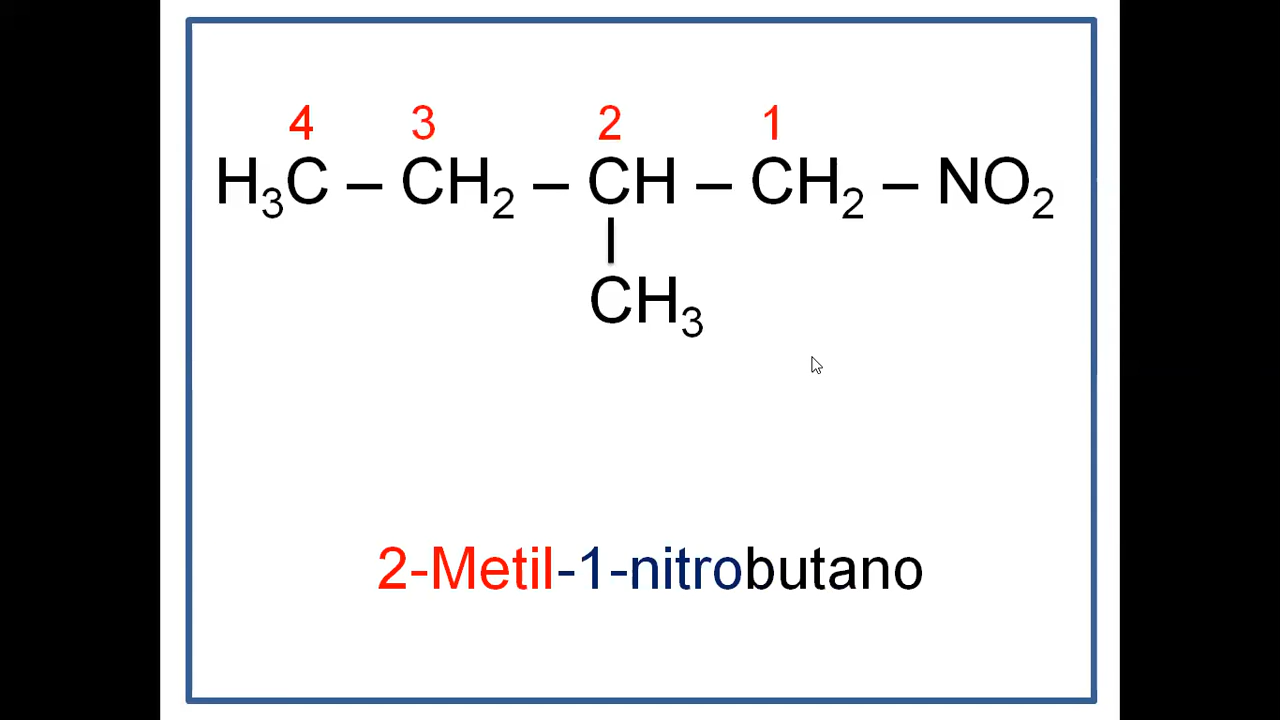 4 3 2 1
H₃C – CH₂ – CH – CH₂ – NO₂
CH₃
2-Metil-1-nitrobutano